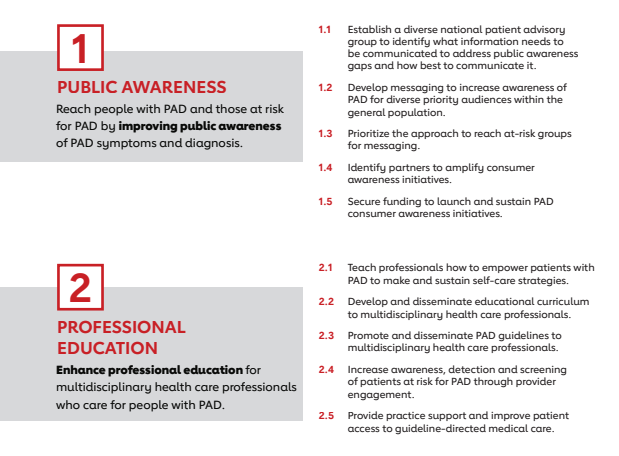 1
PUBLIC AWARENESS
Reach people with PAD and those at risk
for PAD by improving public awareness
of PAD symptoms and diagnosis.
1.1 Establish a diverse national patient advisory
group to identify what information needs to
be communicated to address public awareness
gaps and how best to communicate it.
1.2 Develop messaging to increase awareness of
PAD for diverse priority audiences within the
general population.
1.3 Prioritize the approach to reach at-risk groups
for messaging.
1.4 Identify partners to amplify consumer
awareness initiatives.
1.5 Secure funding to launch and sustain PAD
consumer awareness initiatives.
2
PROFESSIONAL
EDUCATION
Enhance professional education for
multidisciplinary health care professionals
who care for people with PAD.
2.1 Teach professionals how to empower patients with
PAD to make and sustain self-care strategies.
2.2 Develop and disseminate educational curriculum
to multidisciplinary health care professionals.
2.3 Promote and disseminate PAD guidelines to
multidisciplinary health care professionals.
2.4 Increase awareness, detection and screening
of patients at risk for PAD through provider
engagement.
2.5 Provide practice support and improve patient
access to guideline-directed medical care.